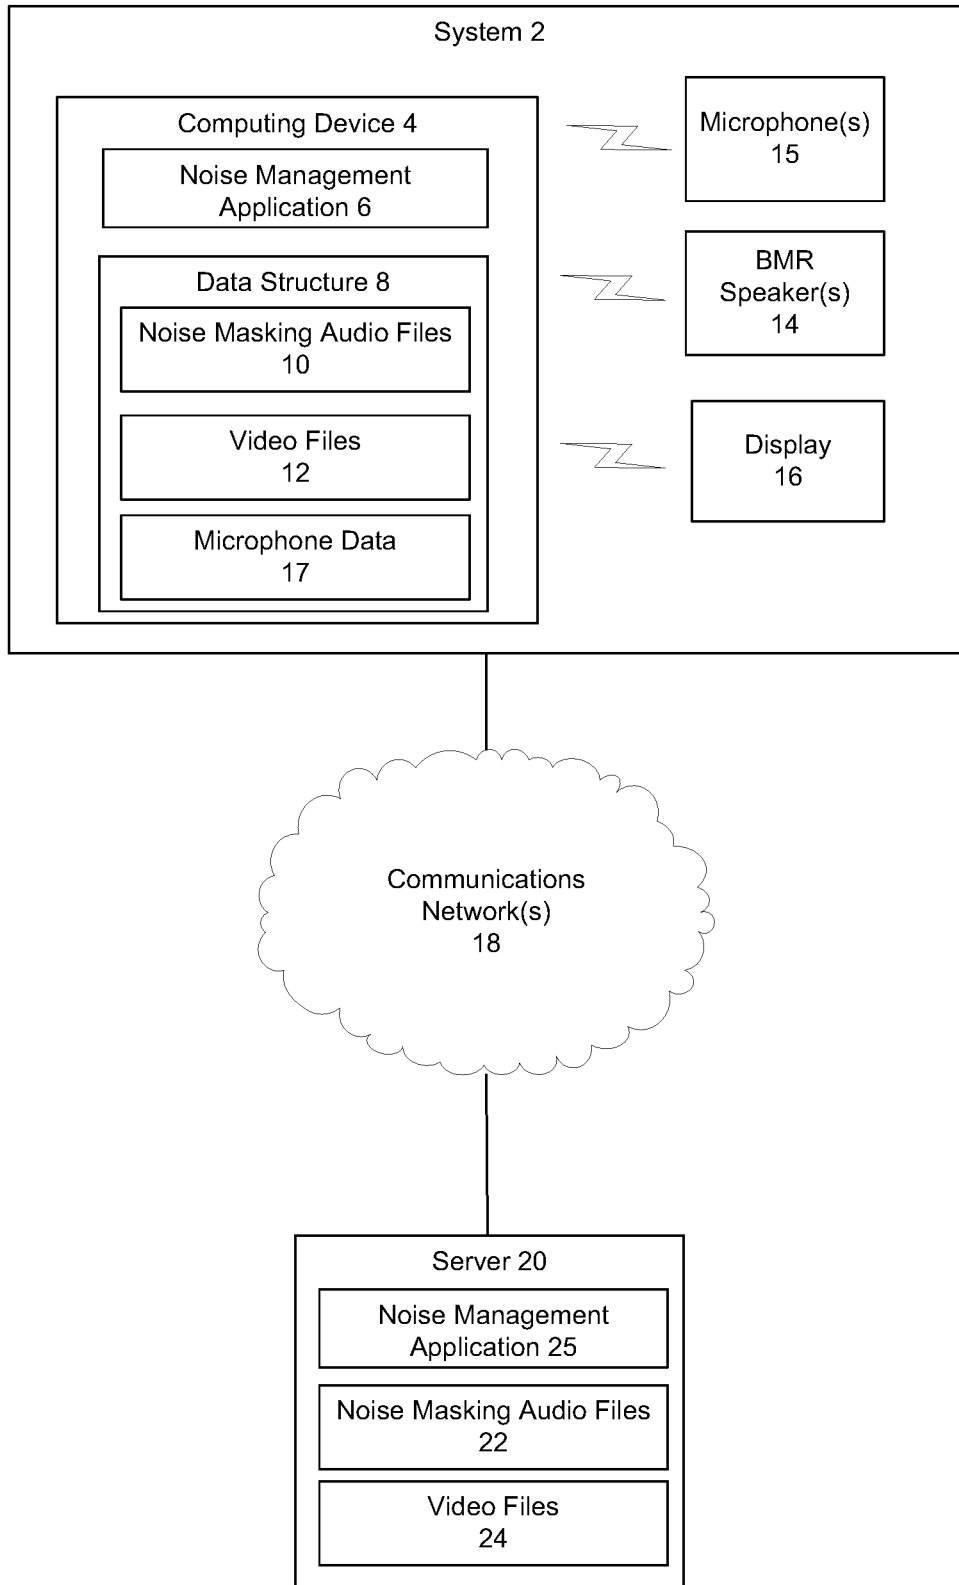 System 2
Computing Device 4
Noise Management
Application 6
Data Structure 8
Noise Masking Audio Files
10
Video Files
12
Microphone Data
17
Microphone(s)
15
BMR
Speaker(s)
14
Display
16
Communications
Network(s)
18
Server 20
Noise Management
Application 25
Noise Masking Audio Files
22
Video Files
24